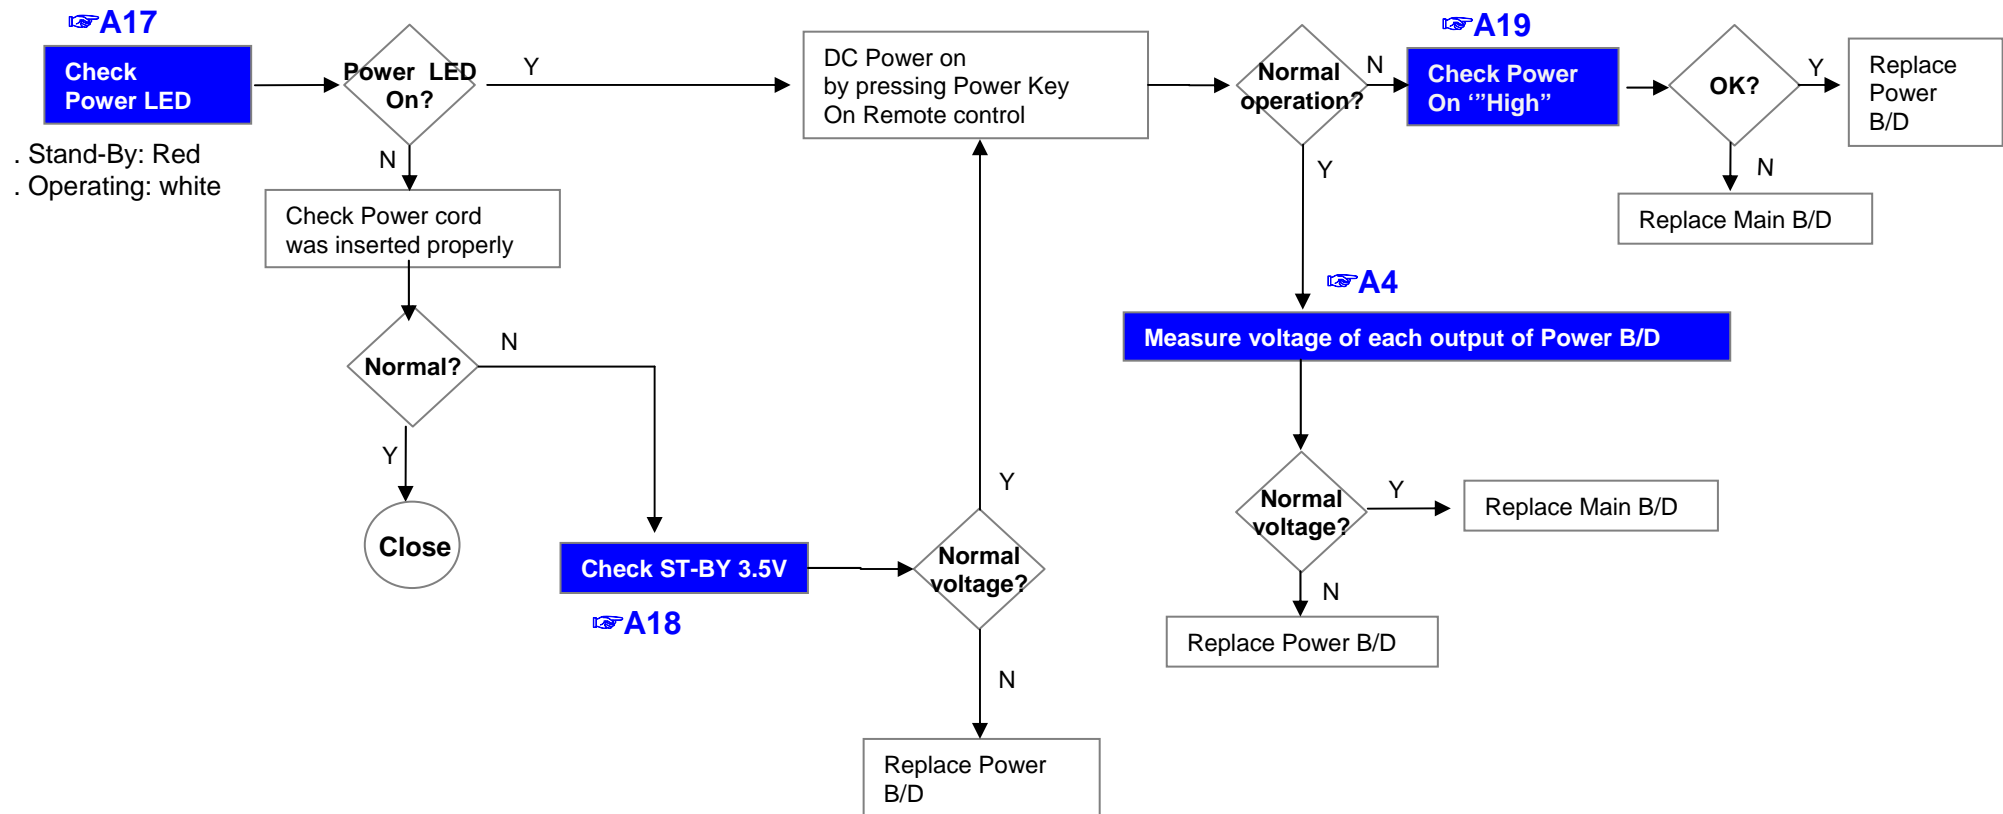 ☞A17
Check
Power LED
. Stand-By: Red
. Operating: white
Power LED
On?
Y
N
Check Power cord
was inserted properly
Normal?
N
Y
Close
Check ST-BY 3.5V
☞A18
Normal
voltage?
Y
N
Replace Power
B/D
DC Power on
by pressing Power Key
On Remote control
Normal
operation?
N
Y
☞A19
Check Power
On ‘”High”
OK?
Y
Replace
Power
B/D
N
Replace Main B/D
☞A4
Measure voltage of each output of Power B/D
Normal
voltage?
Y
Replace Main B/D
N
Replace Power B/D